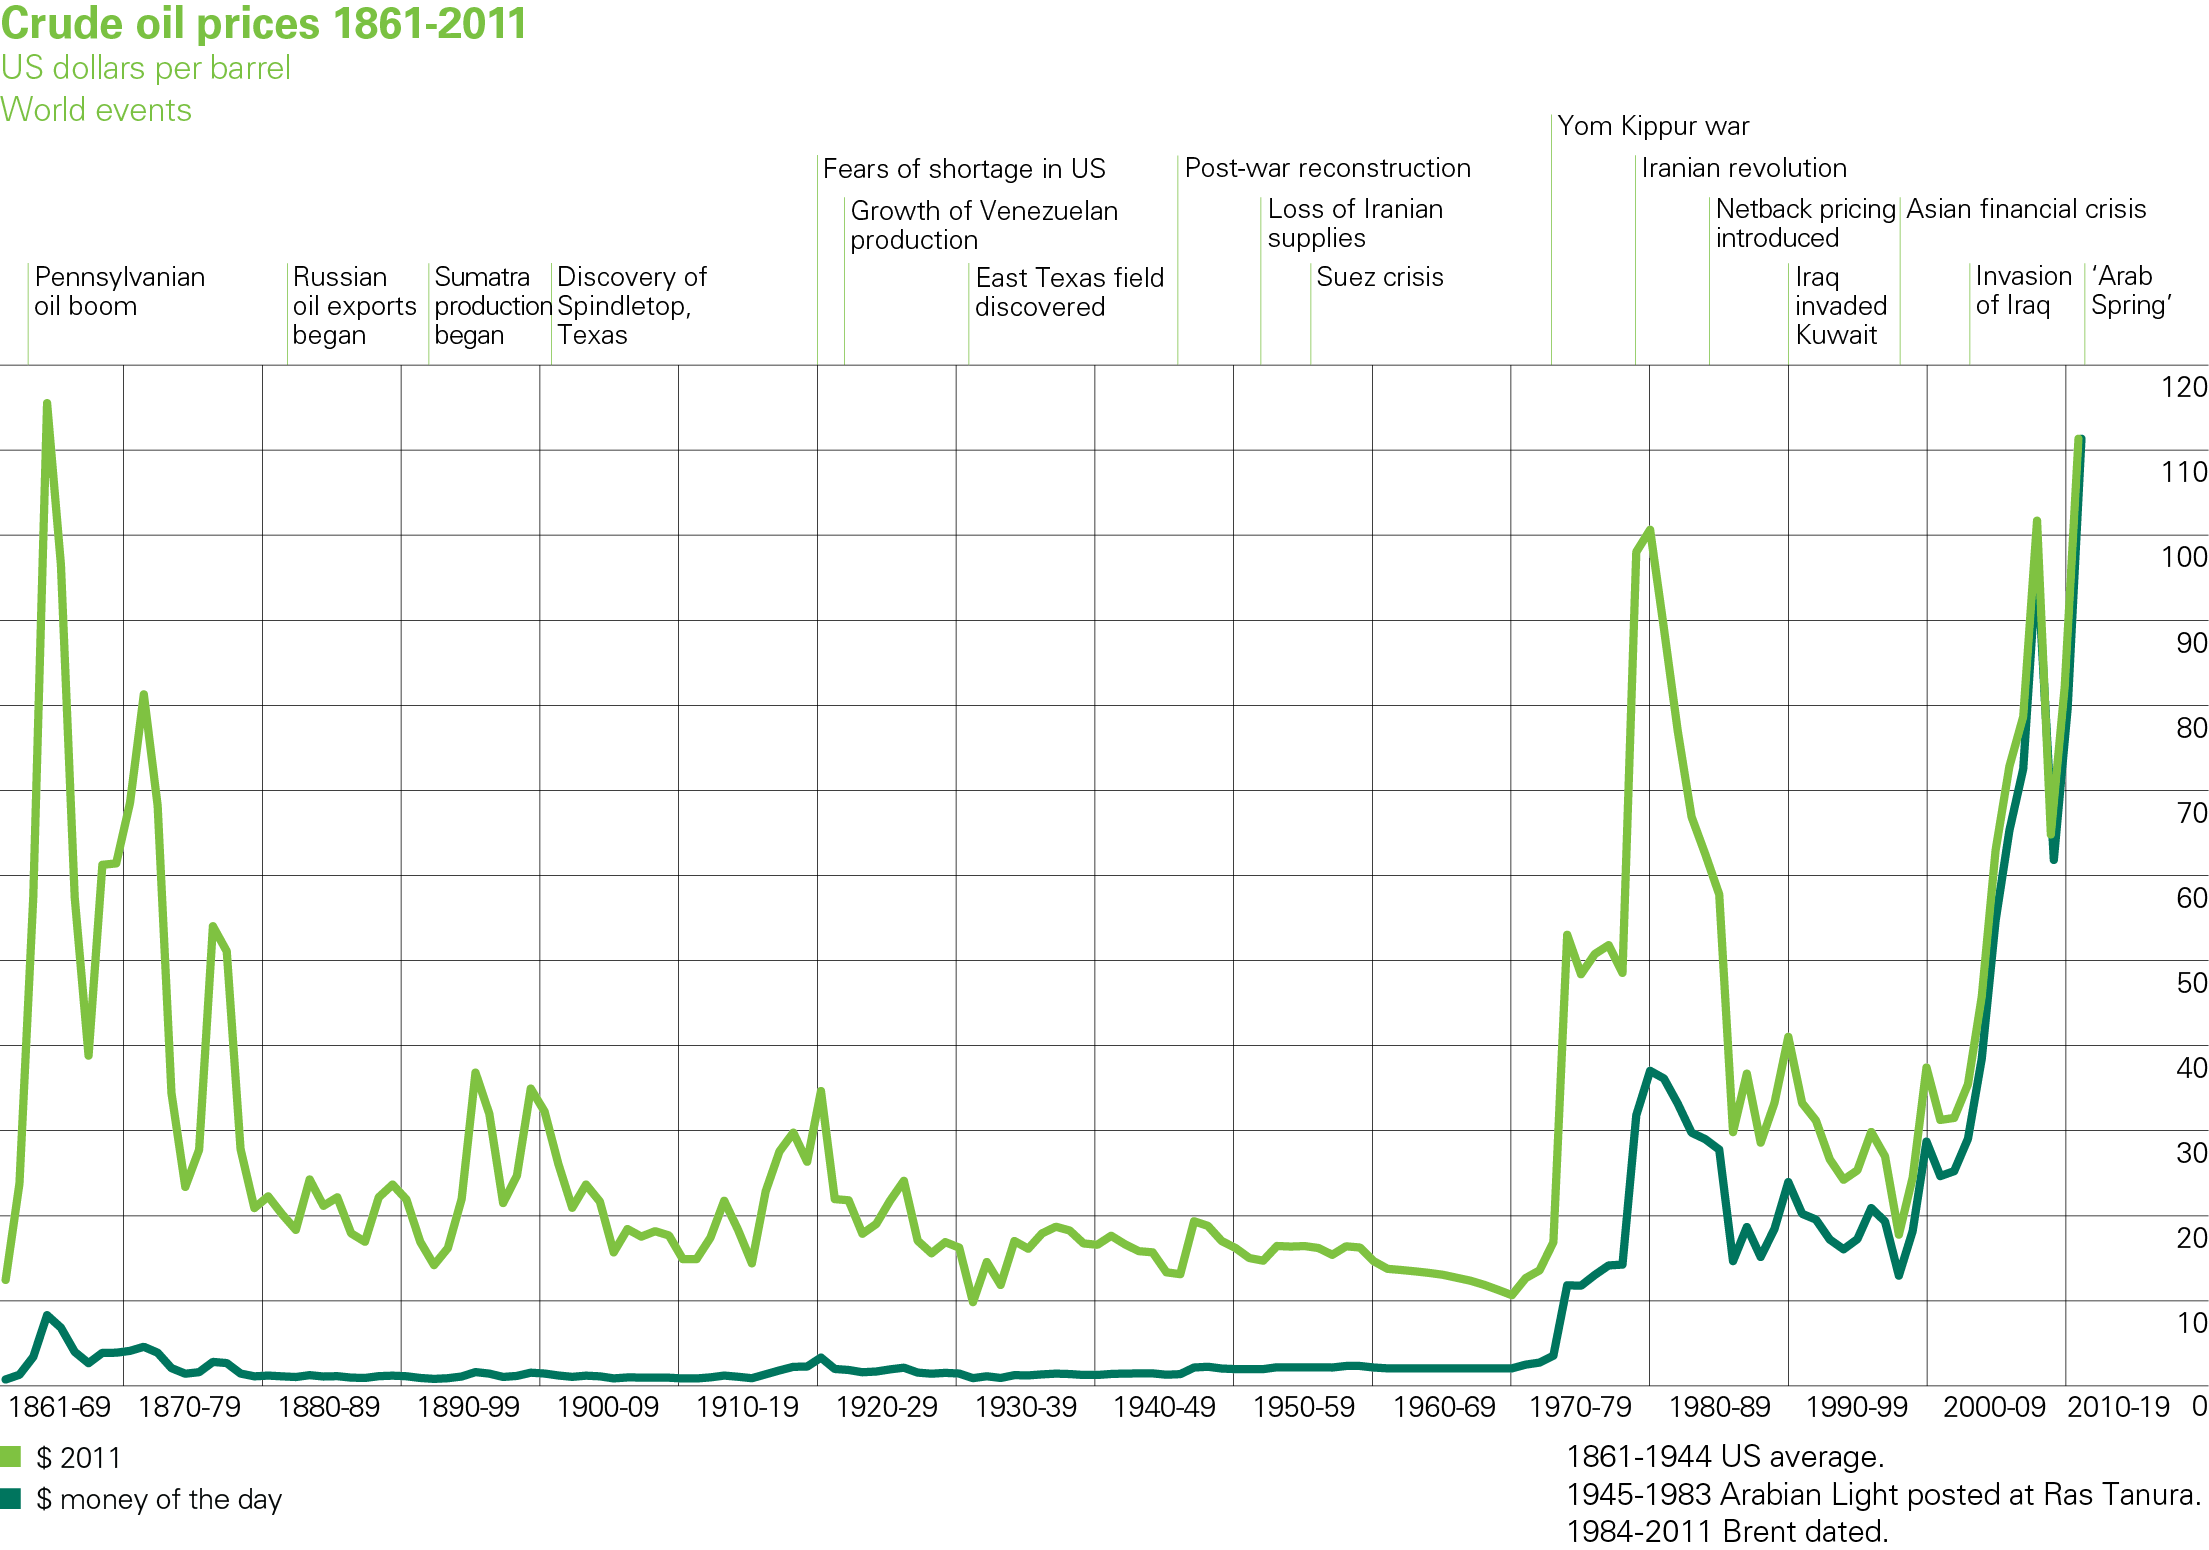 Crude oil prices 1861-2011
US dollars per barrel
World events
Yom Kippur war
Fears of shortage in US
Post-war reconstruction
Iranian revolution
Growth of Venezuelan
production
Loss of Iranian
supplies
Netback pricing
introduced
Asian financial crisis
Pennsylvanian
oil boom
Russian
oil exports
began
Sumatra
production
began
Discovery of
Spindletop,
Texas
East Texas field
discovered
Suez crisis
Iraq
invaded
Kuwait
Invasion
of Iraq
‘Arab
Spring’
120
110
100
90
80
70
60
50
40
30
20
10
0
1861-69 1870-79 1880-89 1890-99 1900-09 1910-19 1920-29 1930-39 1940-49 1950-59 1960-69 1970-79 1980-89 1990-99 2000-09 2010-19
$ 2011
$ money of the day
1861-1944 US average.
1945-1983 Arabian Light posted at Ras Tanura.
1984-2011 Brent dated.